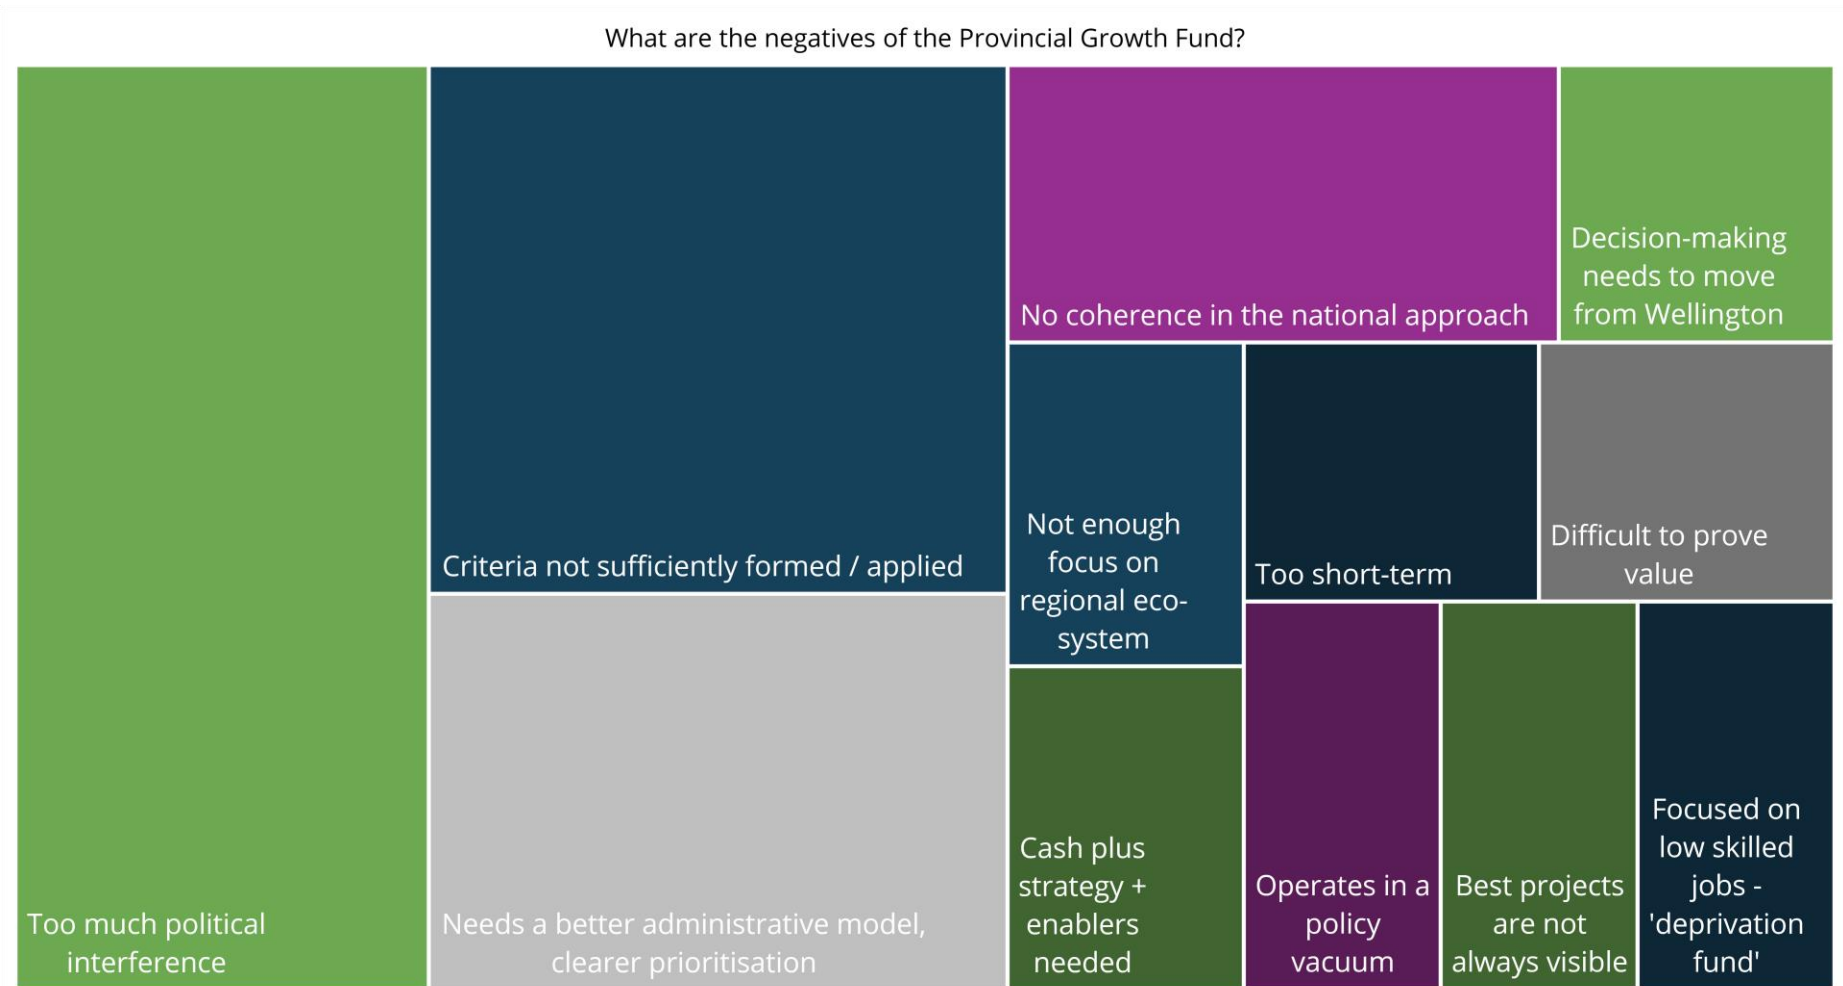 What are the negatives of the Provincial Growth Fund?
Too much political
interference
Criteria not sufficiently formed / applied
Needs a better administrative model,
clearer prioritisation
No coherence in the national approach
Decision-making
needs to move
from Wellington
Not enough
focus on
regional eco-
system
Too short-term
Difficult to prove
value
Cash plus
strategy +
enablers
needed
Operates in a
policy
vacuum
Best projects
are not
always visible
Focused on
low skilled
jobs -
'deprivation
fund'